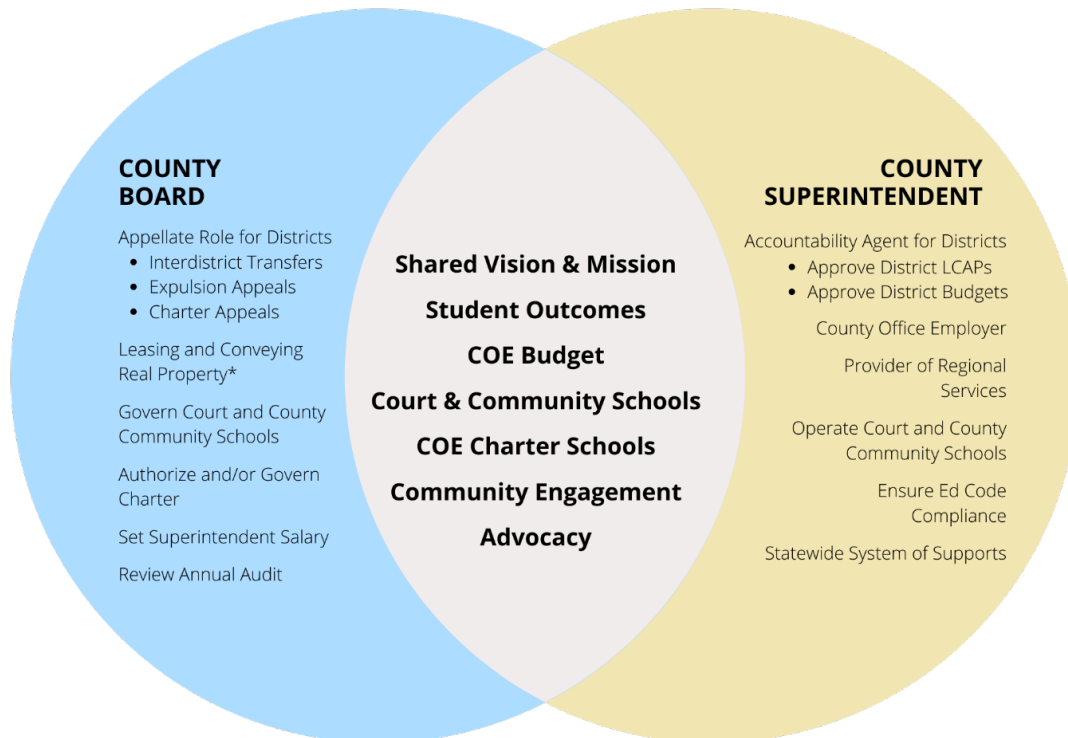 COUNTY
BOARD
Appellate Role for Districts
• Interdistrict Transfers
• Expulsion Appeals
• Charter Appeals
Leasing and Conveying
Real Property*
Govern Court and County
Community Schools
Authorize and/or Govern
Charter
Set Superintendent Salary
Review Annual Audit
Shared Vision & Mission
Student Outcomes
COE Budget
Court & Community Schools
COE Charter Schools
Community Engagement
Advocacy
COUNTY
SUPERINTENDENT
Accountability Agent for Districts
• Approve District LCAPs
• Approve District Budgets
County Office Employer
Provider of Regional
Services
Operate Court and County
Community Schools
Ensure Ed Code
Compliance
Statewide System of Supports